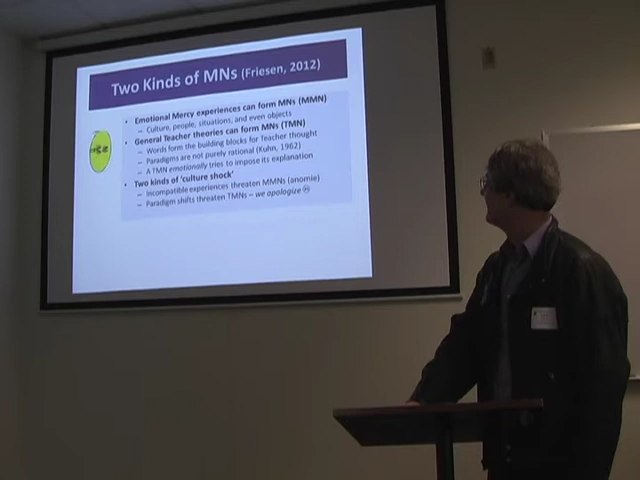 Two Kinds of MNs (Friesen, 2012)
• Emotional Mercy experiences can form MNs (MMN)
– Culture, people, situations, and even objects
• General Teacher theories can form MNs (TMN)
– Words form the building blocks for Teacher thought
– Paradigms are not purely rational (Kuhn, 1962)
– A TMN emotionally tries to impose its explanation
• Two kinds of 'culture shock'
– Incompatible experiences threaten MMNs (anomie)
– Paradigm shifts threaten TMNs – we apologize ☹